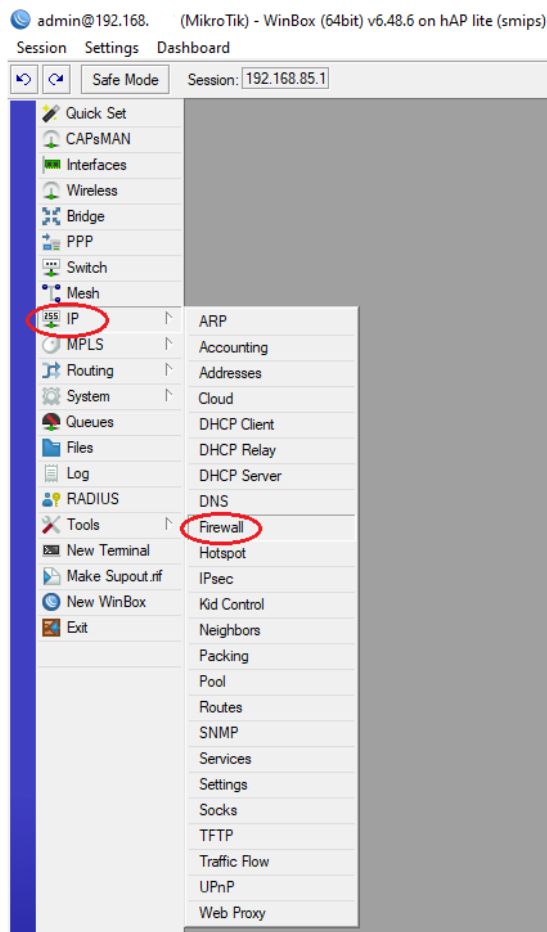 admin@192.168. (MikroTik) - WinBox (64bit) v6.48.6 on hAP lite (smips)
Session Settings Dashboard
Safe Mode Session: 192.168.85.1
Quick Set
CAPsMAN
Interfaces
Wireless
Bridge
PPP
Switch
Mesh
255 IP
MPLS
Routing
System
Queues
Files
Log
RADIUS
Tools
New Terminal
Make Supout.rif
New WinBox
Exit
ARP
Accounting
Addresses
Cloud
DHCP Client
DHCP Relay
DHCP Server
DNS
Firewall
Hotspot
IPsec
Kid Control
Neighbors
Packing
Pool
Routes
SNMP
Services
Settings
Socks
TFTP
Traffic Flow
UPnP
Web Proxy